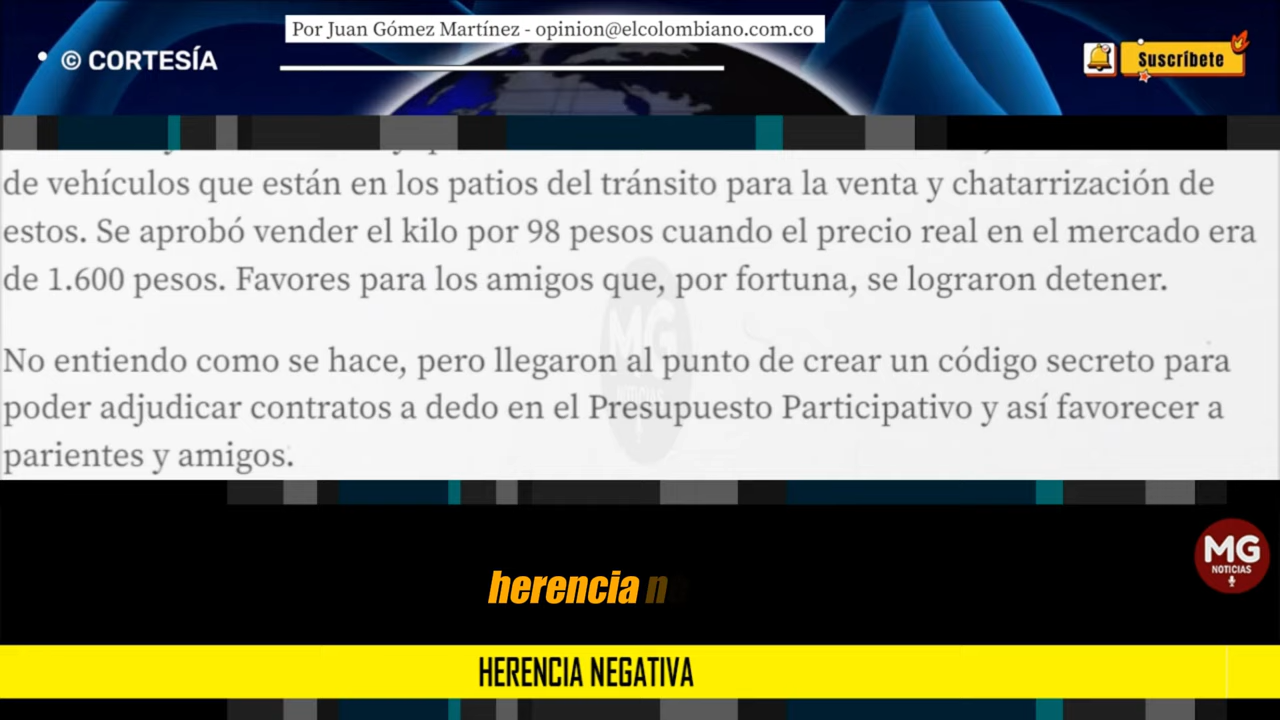 Por Juan Gómez Martínez - opinion@elcolombiano.com.co
© CORTESÍA
Suscríbete
de vehículos que están en los patios del tránsito para la venta y chatarrización de
estos. Se aprobó vender el kilo por 98 pesos cuando el precio real en el mercado era
de 1.600 pesos. Favores para los amigos que, por fortuna, se lograron detener.
No entiendo como se hace, pero llegaron al punto de crear un código secreto para
poder adjudicar contratos a dedo en el Presupuesto Participativo y así favorecer a
parientes y amigos.
MG
NOTICIAS
herencia n
MG
NOTICIAS
HERENCIA NEGATIVA